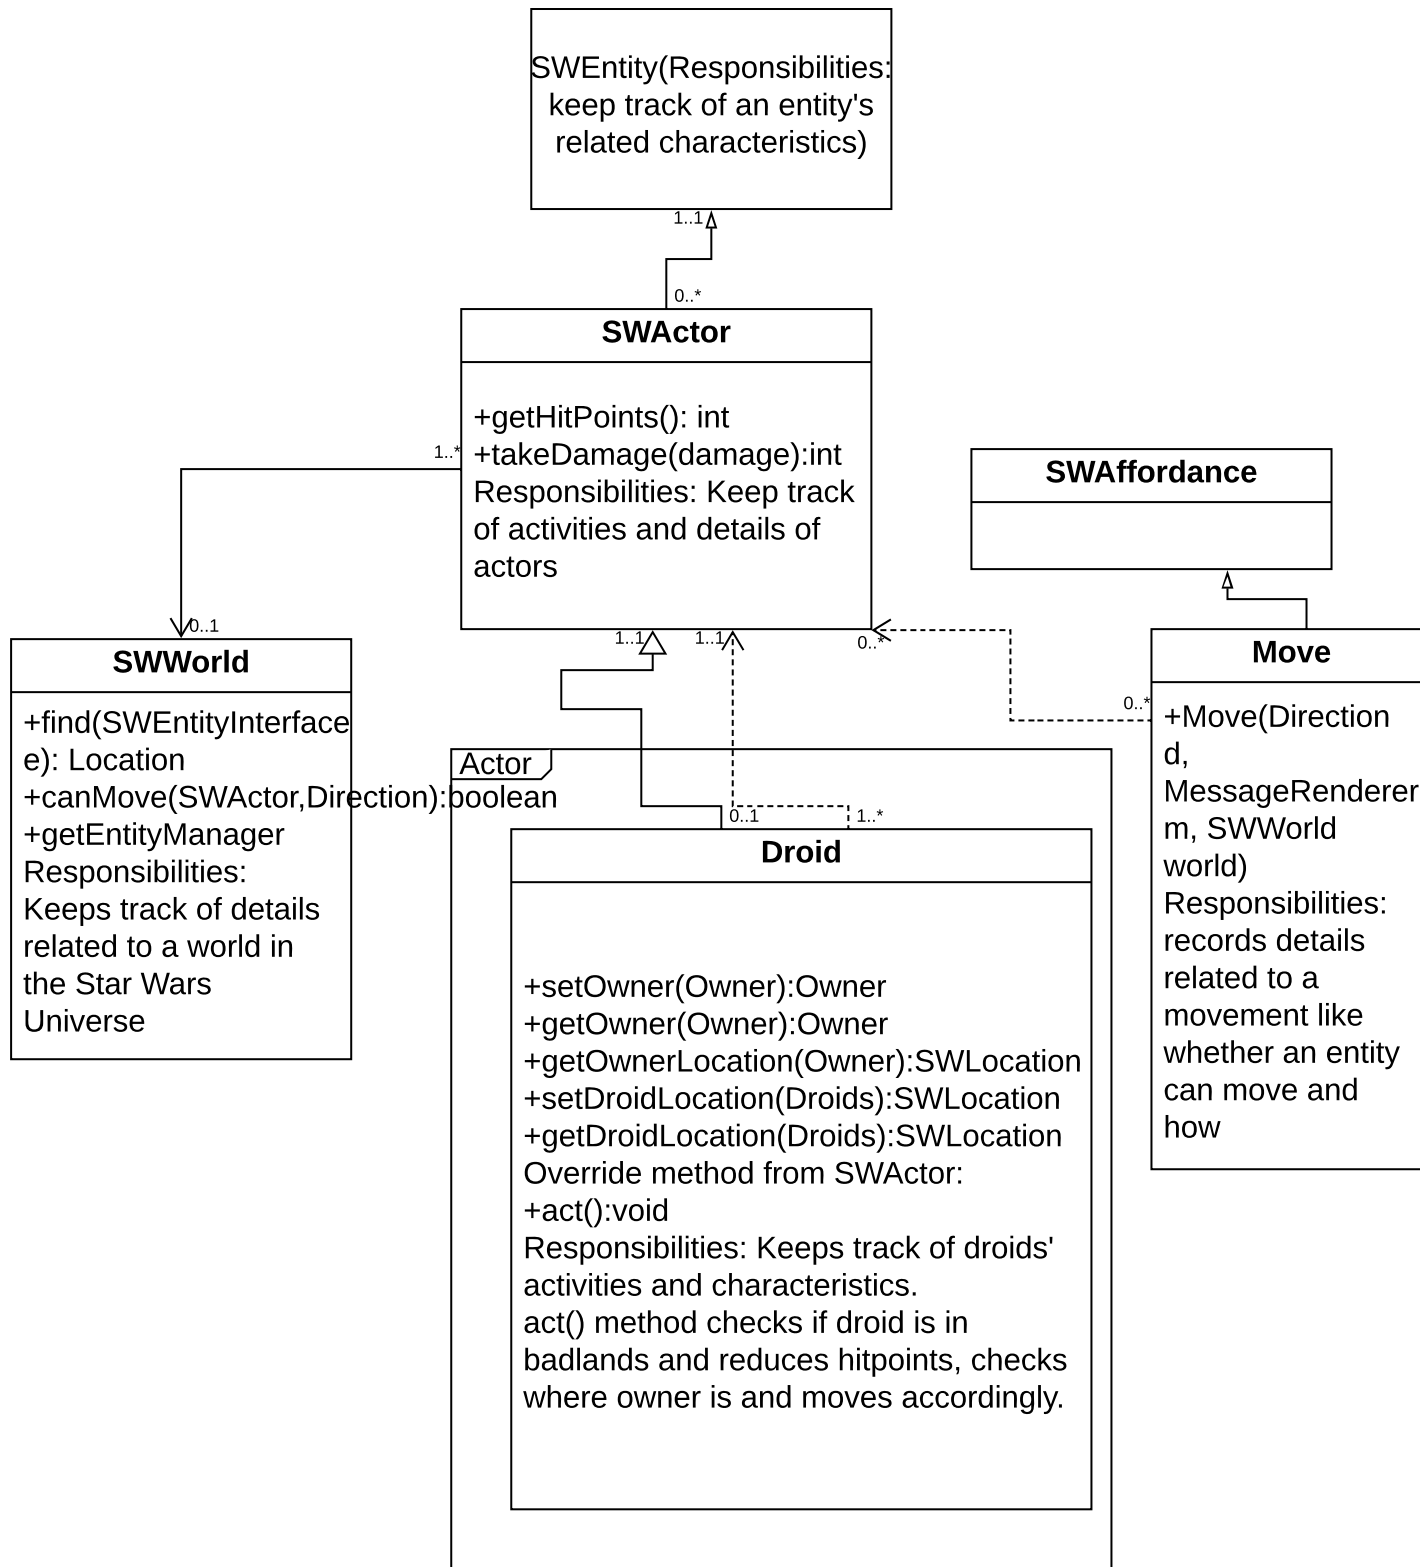 SWEntity(Responsibilities:
keep track of an entity's
related characteristics)
1..1
0..*
SWActor
+getHitPoints(): int
+takeDamage(damage):int
Responsibilities: Keep track
of activities and details of
actors
1..*
0..1
SWAffordance
1..1
1..1
0..*
SWWorld
+find(SWEntityInterface
e): Location
+canMove(SWActor,Direction):boolean
+getEntityManager
Responsibilities:
Keeps track of details
related to a world in
the Star Wars
Universe
0..*
Move
+Move(Direction
d,
MessageRenderer
m, SWWorld
world)
Responsibilities:
records details
related to a
movement like
whether an entity
can move and
how
Actor
0..1
1..*
Droid
+setOwner(Owner):Owner
+getOwner(Owner):Owner
+getOwnerLocation(Owner):SWLocation
+setDroidLocation(Droids):SWLocation
+getDroidLocation(Droids):SWLocation
Override method from SWActor:
+act():void
Responsibilities: Keeps track of droids'
activities and characteristics.
act() method checks if droid is in
badlands and reduces hitpoints, checks
where owner is and moves accordingly.